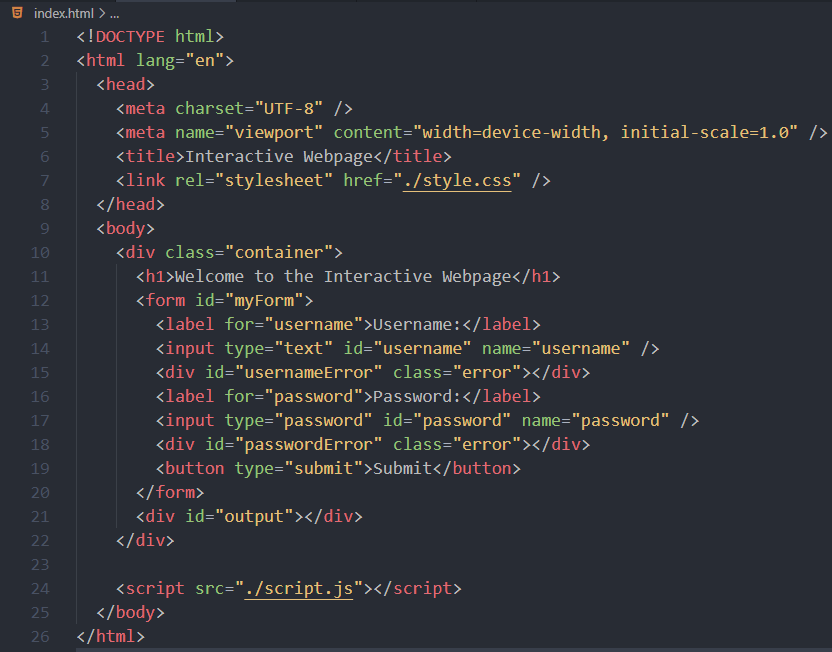 index.html > ...
1 <!DOCTYPE html>
2 <html lang="en">
3   <head>
4     <meta charset="UTF-8" />
5     <meta name="viewport" content="width=device-width, initial-scale=1.0" />
6     <title>Interactive Webpage</title>
7     <link rel="stylesheet" href="./style.css" />
8   </head>
9   <body>
10     <div class="container">
11       <h1>Welcome to the Interactive Webpage</h1>
12       <form id="myForm">
13         <label for="username">Username:</label>
14         <input type="text" id="username" name="username" />
15         <div id="usernameError" class="error"></div>
16         <label for="password">Password:</label>
17         <input type="password" id="password" name="password" />
18         <div id="passwordError" class="error"></div>
19         <button type="submit">Submit</button>
20       </form>
21       <div id="output"></div>
22     </div>
23
24     <script src="./script.js"></script>
25   </body>
26 </html>